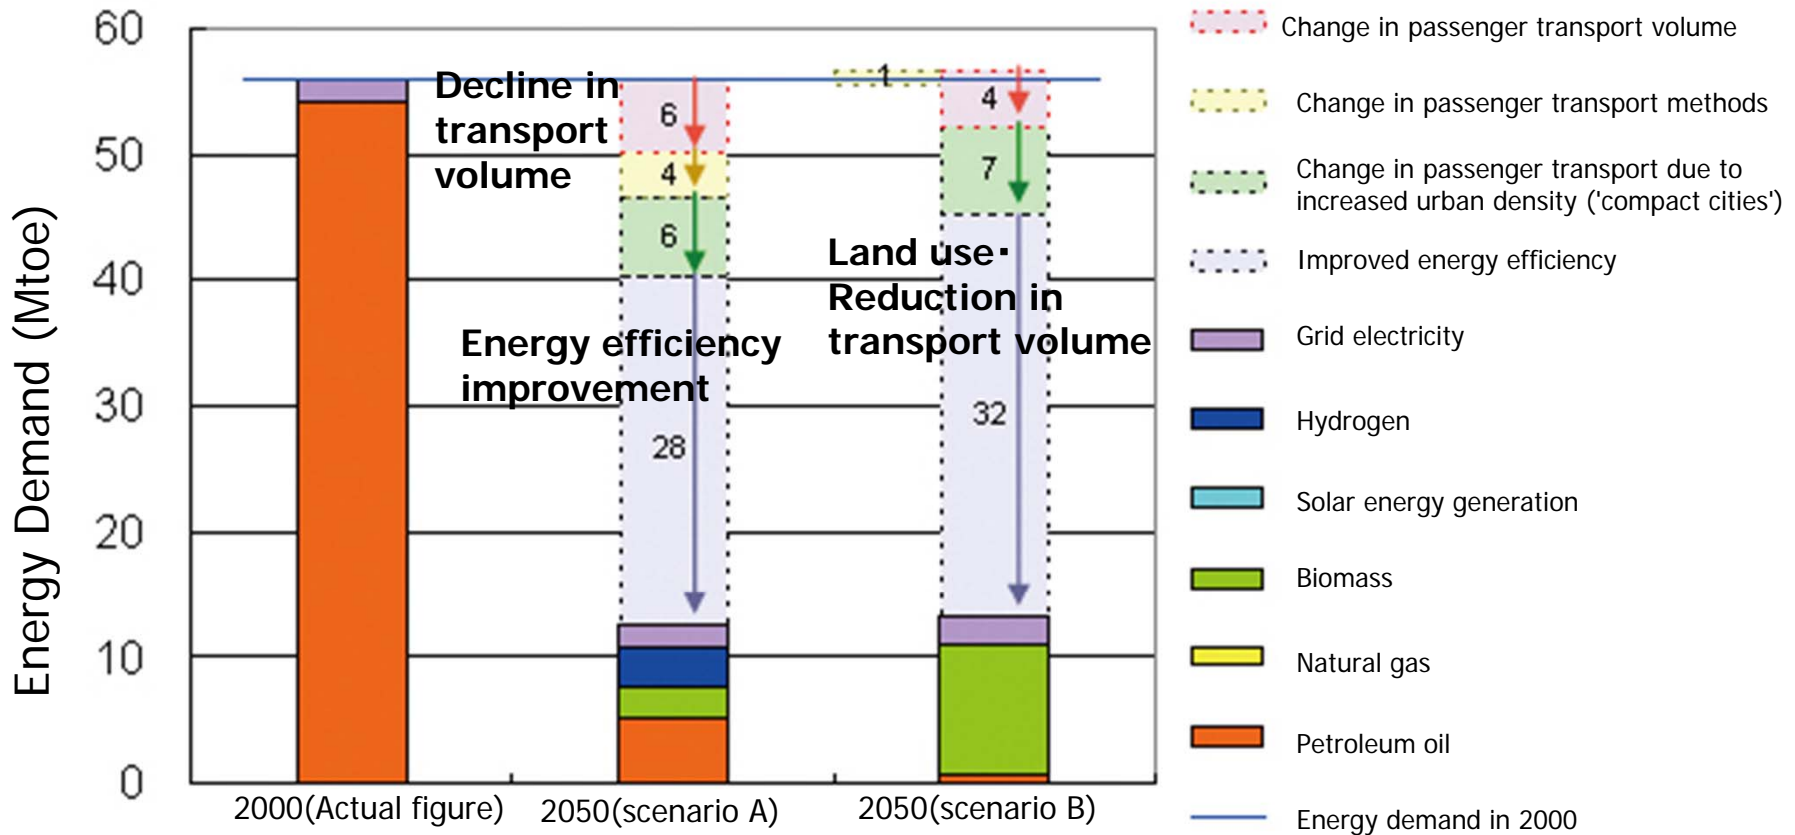 Energy Demand (Mtoe)
60
50
40
30
20
10
0
Decline in
transport
volume
Energy efficiency
improvement
Land use・
Reduction in
transport volume
6
4
6
28
1
4
7
32
2000(Actual figure)
2050(scenario A)
2050(scenario B)
Change in passenger transport volume
Change in passenger transport methods
Change in passenger transport due to
increased urban density ('compact cities')
Improved energy efficiency
Grid electricity
Hydrogen
Solar energy generation
Biomass
Natural gas
Petroleum oil
Energy demand in 2000